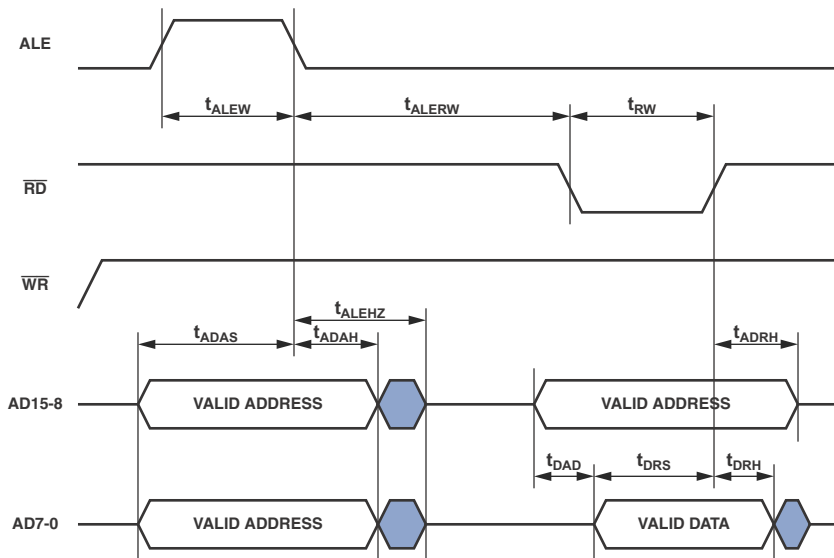 ALE
tALEW
tALERW
tRW
RD
WR
tALEHZ
tADAS
tADAH
tADRH
AD15-8
VALID ADDRESS
VALID ADDRESS
tDAD
tDRS
tDRH
AD7-0
VALID ADDRESS
VALID DATA